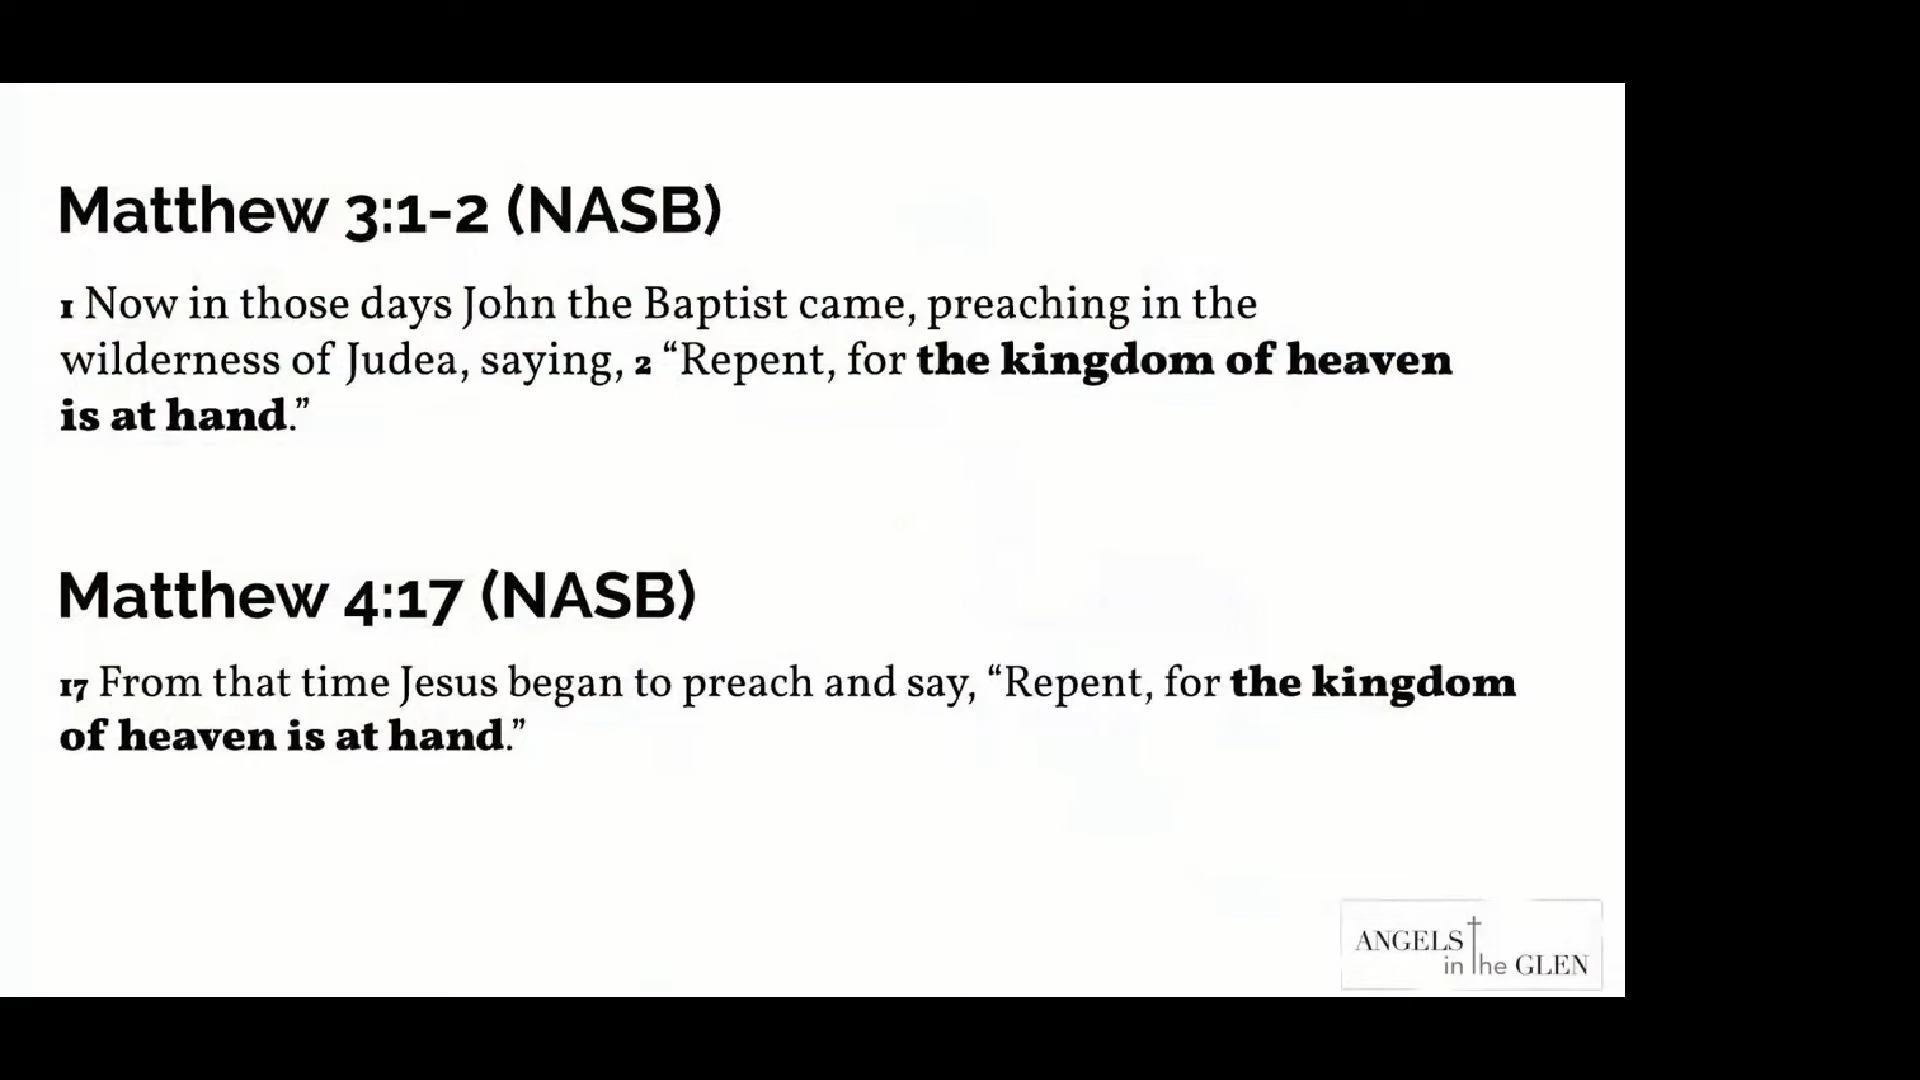 Matthew 3:1-2 (NASB)
1 Now in those days John the Baptist came, preaching in the
wilderness of Judea, saying, 2 “Repent, for the kingdom of heaven
is at hand.”
Matthew 4:17 (NASB)
17 From that time Jesus began to preach and say, “Repent, for the kingdom
of heaven is at hand.”
ANGELS
in the GLEN